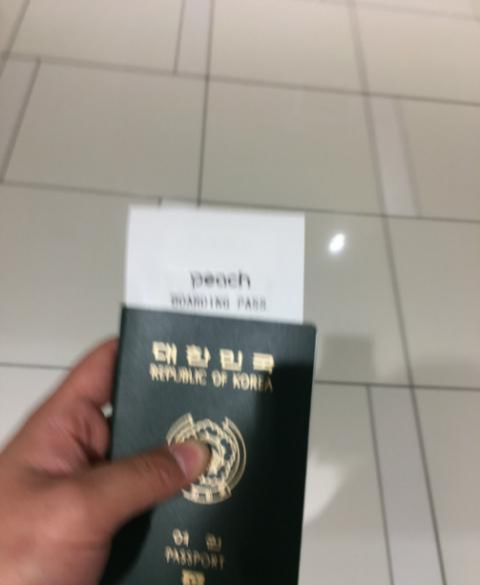 peach
BOARDING PASS
대한민국
REPUBLIC OF KOREA
여권
PASSPORT